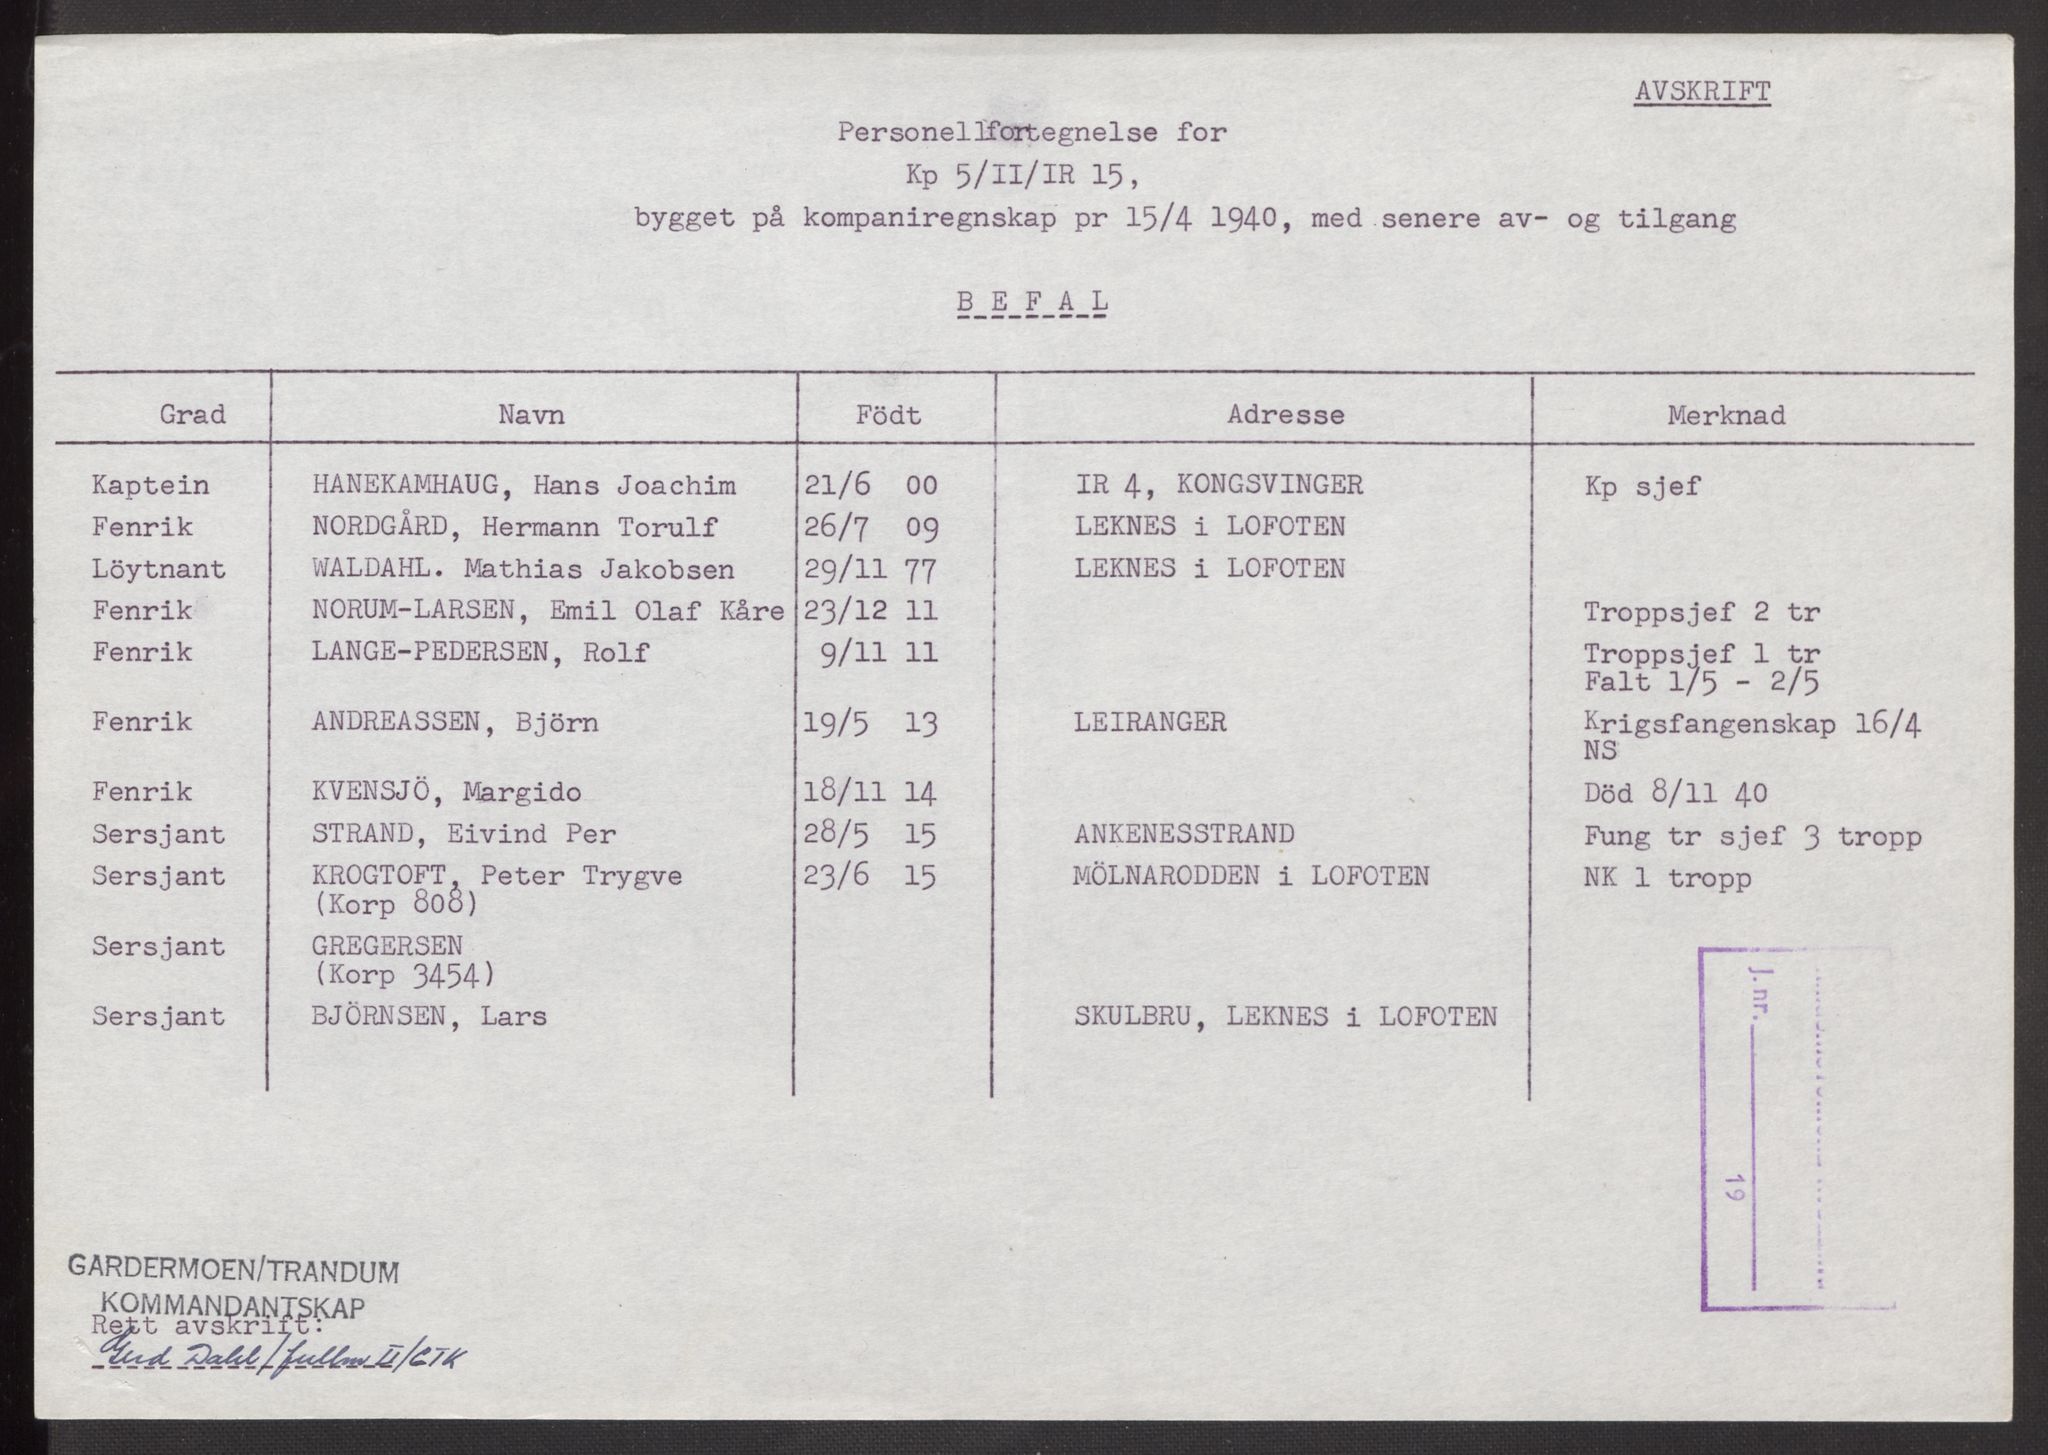 AVSKRIFT
Personellfortegnelse for
Kp 5/II/IR 15,
bygget på kompaniregnskap pr 15/4 1940, med senere av- og tilgang
B E F A L
Grad Navn Födt Adresse Merknad
Kaptein HANEKAMHAUG, Hans Joachim 21/6 00 IR 4, KONGSVINGER Kp sjef
Fenrik NORDGÅRD, Hermann Torulf 26/7 09 LEKNES i LOFOTEN
Löytnant WALDAHL. Mathias Jakobsen 29/11 77 LEKNES i LOFOTEN
Fenrik NORUM-LARSEN, Emil Olaf Kåre 23/12 11 Troppsjef 2 tr
Fenrik LANGE-PEDERSEN, Rolf 9/11 11 Troppsjef 1 tr
Falt 1/5 - 2/5
Fenrik ANDREASSEN, Björn 19/5 13 LEIRANGER Krigsfangenskap 16/4
NS
Fenrik KVENSJÖ, Margido 18/11 14 Död 8/11 40
Sersjant STRAND, Eivind Per 28/5 15 ANKENESSTRAND Fung tr sjef 3 tropp
Sersjant KROGTOFT, Peter Trygve 23/6 15 MÖLNARODDEN i LOFOTEN NK 1 tropp
(Korp 808)
Sersjant GREGERSEN
(Korp 3454)
Sersjant BJÖRNSEN, Lars SKULBRU, LEKNES i LOFOTEN
j. nr.
19
GARDERMOEN/TRANDUM
KOMMANDANTSKAP
Rett avskrift:
Gerd Dahl/fullm II/GTK